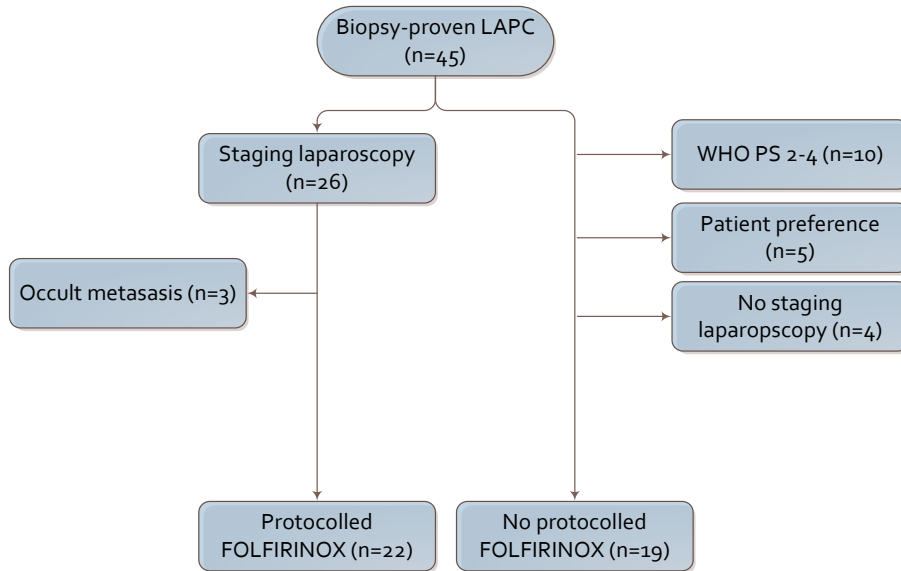 Biopsy-proven LAPC
(n=45)
Staging laparoscopy
(n=26)
WHO PS 2-4 (n=10)
Patient preference
(n=5)
Occult metasasis (n=3)
No staging
laparopscopy (n=4)
Protocolled
FOLFIRINOX (n=22)
No protocolled
FOLFIRINOX (n=19)